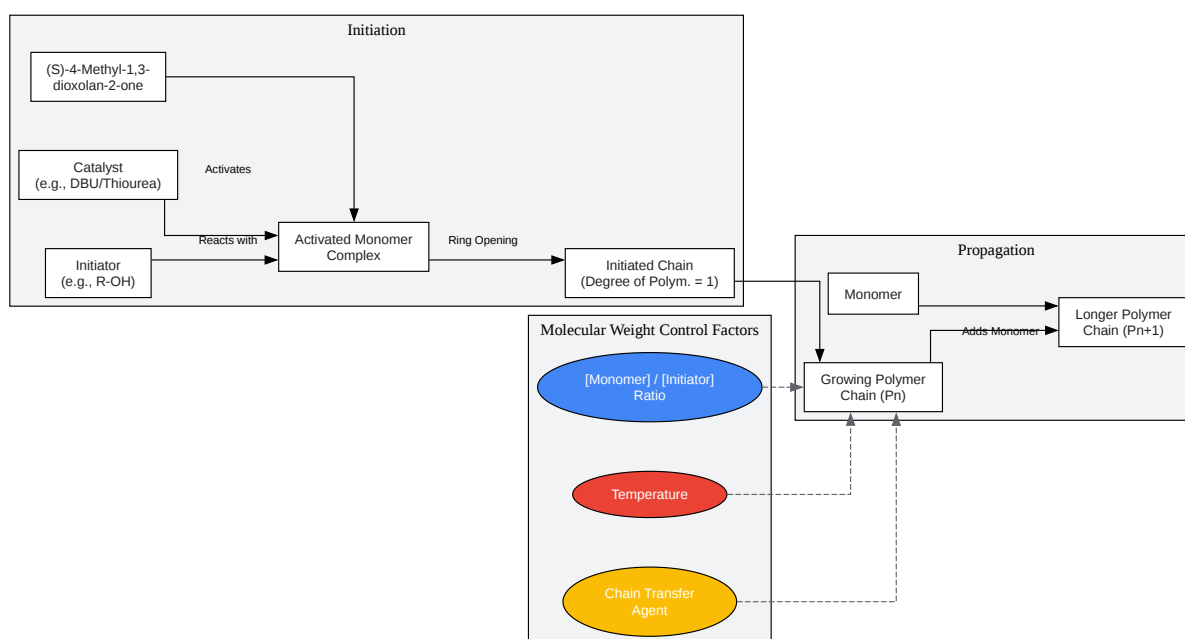 Initiation
(S)-4-Methyl-1,3-
dioxolan-2-one
Catalyst
(e.g., DBU/Thiourea)
Activates
Reacts with
Initiator
(e.g., R-OH)
Activated Monomer
Complex
Ring Opening
Initiated Chain
(Degree of Polym. = 1)
Propagation
Monomer
Adds Monomer
Longer Polymer
Chain (Pn+1)
Growing Polymer
Chain (Pn)
Molecular Weight Control Factors
[Monomer] / [Initiator]
Ratio
Temperature
Chain Transfer
Agent